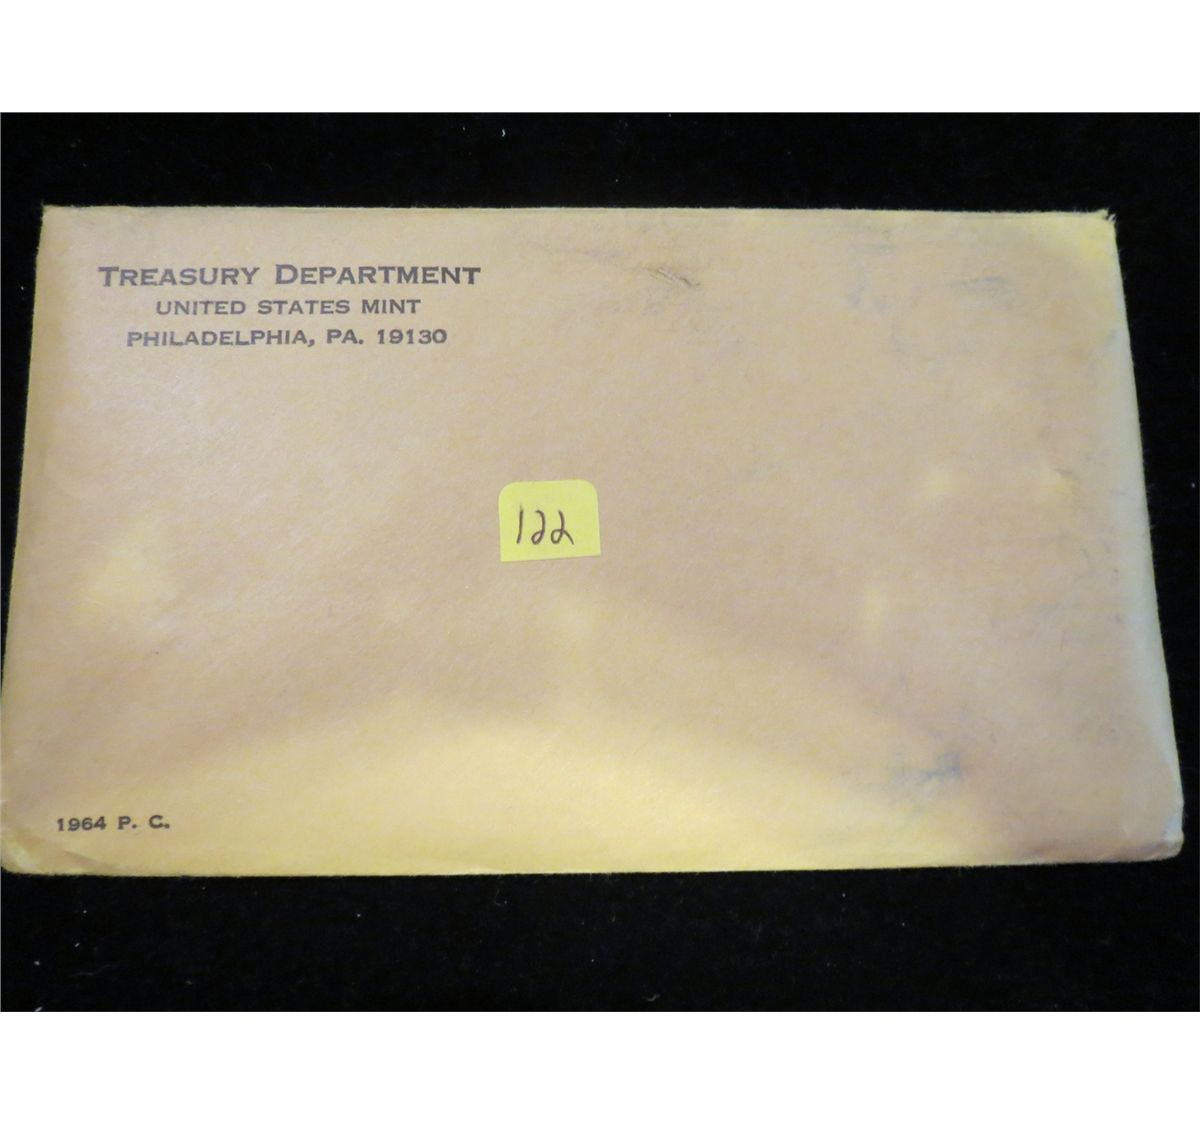 TREASURY DEPARTMENT
UNITED STATES MINT
PHILADELPHIA, PA. 19130
122
1964 P. C.